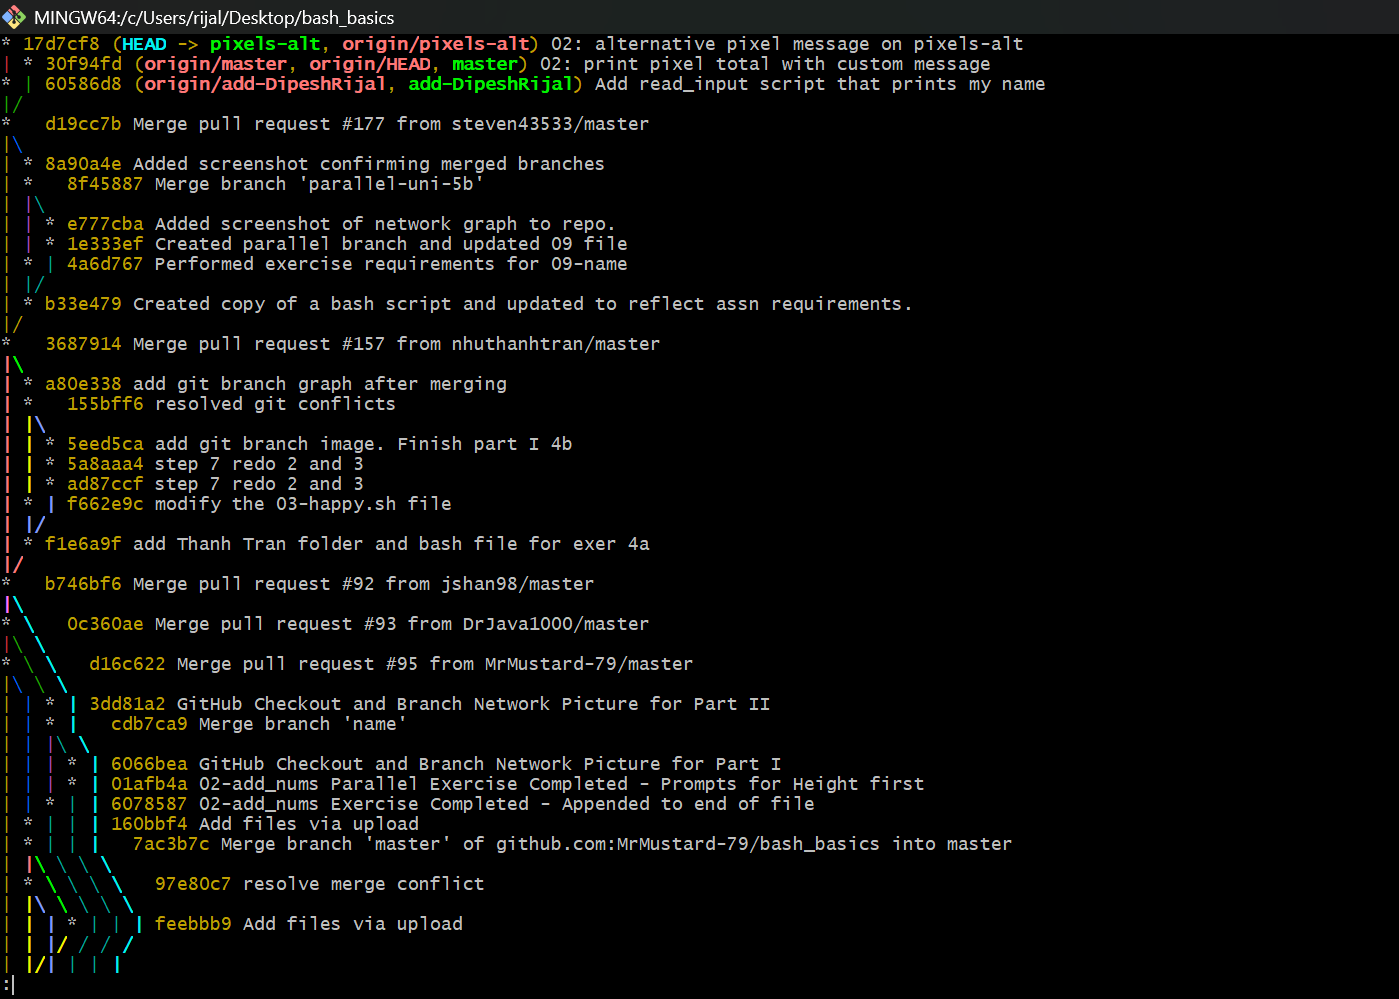 MINGW64:/c/Users/rijal/Desktop/bash_basics
* 17d7cf8 (HEAD -> pixels-alt, origin/pixels-alt) 02: alternative pixel message on pixels-alt
| * 30f94fd (origin/master, origin/HEAD, master) 02: print pixel total with custom message
* | 60586d8 (origin/add-DipeshRijal, add-DipeshRijal) Add read_input script that prints my name
|/
*   d19cc7b Merge pull request #177 from steven43533/master
|\
| * 8a90a4e Added screenshot confirming merged branches
| *   8f45887 Merge branch 'parallel-uni-5b'
| |\
| | * e777cba Added screenshot of network graph to repo.
| | * 1e333ef Created parallel branch and updated 09 file
| * | 4a6d767 Performed exercise requirements for 09-name
| |/
| * b33e479 Created copy of a bash script and updated to reflect assn requirements.
|/
*   3687914 Merge pull request #157 from nhuthanhtran/master
|\
| * a80e338 add git branch graph after merging
| *   155bff6 resolved git conflicts
| |\
| | * 5eed5ca add git branch image. Finish part I 4b
| | * 5a8aaa4 step 7 redo 2 and 3
| | * ad87ccf step 7 redo 2 and 3
| * | f662e9c modify the 03-happy.sh file
| |/
| * f1e6a9f add Thanh Tran folder and bash file for exer 4a
|/
*   b746bf6 Merge pull request #92 from jshan98/master
|\
* \   0c360ae Merge pull request #93 from DrJava1000/master
|\ \
* \ \   d16c622 Merge pull request #95 from MrMustard-79/master
|\ \ \
| | * | 3dd81a2 GitHub Checkout and Branch Network Picture for Part II
| | * |   cdb7ca9 Merge branch 'name'
| | |\ \
| | | * | 6066bea GitHub Checkout and Branch Network Picture for Part I
| | | * | 01afb4a 02-add_nums Parallel Exercise Completed - Prompts for Height first
| | * | | 6078587 02-add_nums Exercise Completed - Appended to end of file
| * | | | 160bbf4 Add files via upload
| * | | |   7ac3b7c Merge branch 'master' of github.com:MrMustard-79/bash_basics into master
| |\ \ \ \
| * \ \ \ \   97e80c7 resolve merge conflict
| |\ \ \ \ \
| | | * | | | feebbb9 Add files via upload
| | |/ / / /
| |/| | | |
: